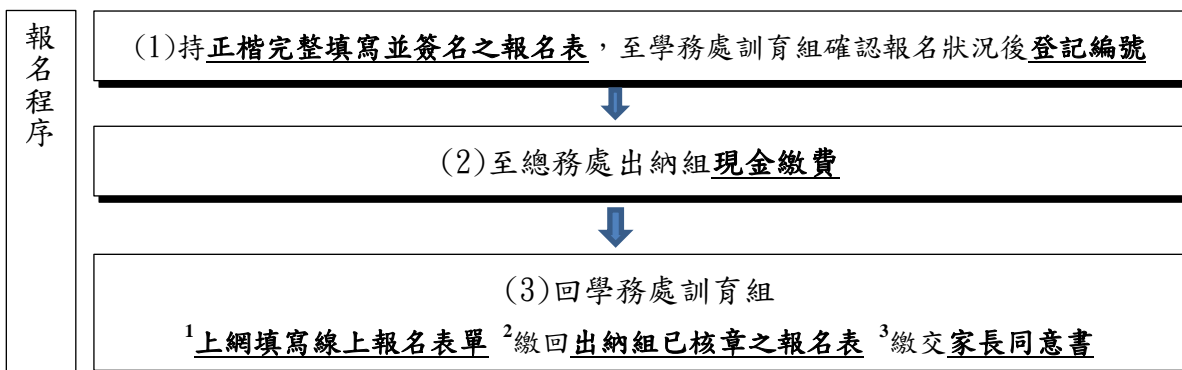 報名程序
(1)持正楷完整填寫並簽名之報名表，至學務處訓育組確認報名狀況後登記編號
(2)至總務處出納組現金繳費
(3)回學務處訓育組
1上網填寫線上報名表單 2繳回出納組已核章之報名表 3繳交家長同意書